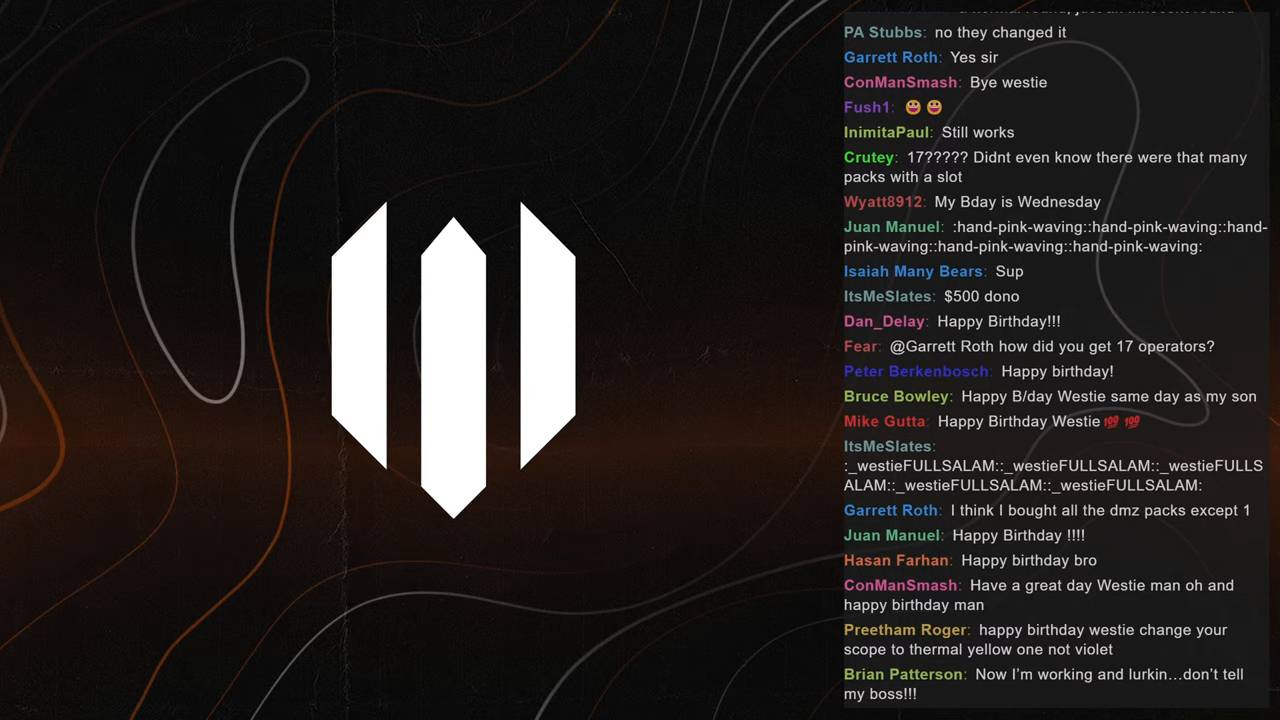 PA Stubbs: no they changed it
Garrett Roth: Yes sir
ConManSmash: Bye westie
Fush1:
InimitaPaul: Still works
Crutey: 17????? Didnt even know there were that many
packs with a slot
Wyatt8912: My Bday is Wednesday
Juan Manuel: :hand-pink-waving::hand-pink-waving::hand-
pink-waving::hand-pink-waving::hand-pink-waving:
Isaiah Many Bears: Sup
ItsMeSlates: $500 dono
Dan_Delay: Happy Birthday!!!
Fear: @Garrett Roth how did you get 17 operators?
Peter Berkenbosch: Happy birthday!
Bruce Bowley: Happy B/day Westie same day as my son
Mike Gutta: Happy Birthday Westie💯 💯
ItsMeSlates:
:_westieFULLSALAM::_westieFULLSALAM::_westieFULLS
ALAM::_westieFULLSALAM::_westieFULLSALAM:
Garrett Roth: I think I bought all the dmz packs except 1
Juan Manuel: Happy Birthday !!!!
Hasan Farhan: Happy birthday bro
ConManSmash: Have a great day Westie man oh and
happy birthday man
Preetham Roger: happy birthday westie change your
scope to thermal yellow one not violet
Brian Patterson: Now I’m working and lurkin…don’t tell
my boss!!!